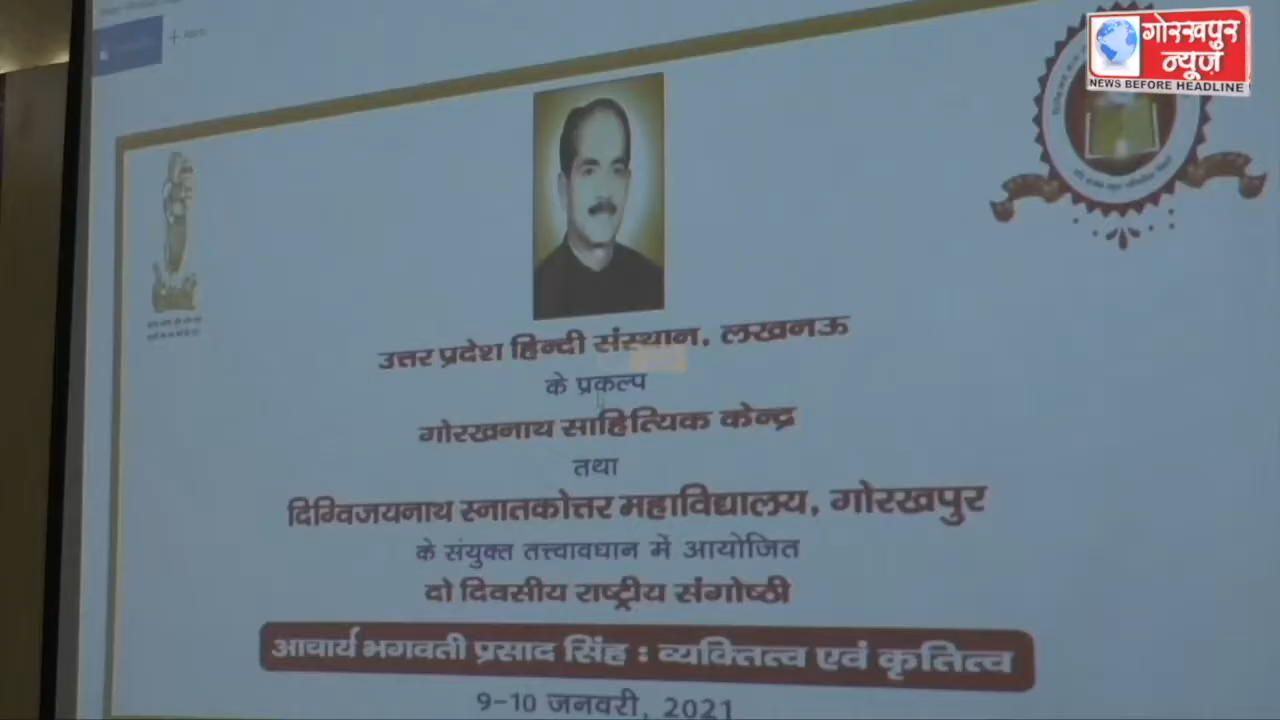 गोरखपुर
न्यूज़
NEWS BEFORE HEADLINE
उत्तर प्रदेश हिन्दी संस्थान, लखनऊ
के प्रकल्प
गोरखनाथ साहित्यिक केन्द्र
तथा
दिग्विजयनाथ स्नातकोत्तर महाविद्यालय, गोरखपुर
के संयुक्त तत्त्वावधान में आयोजित
दो दिवसीय राष्ट्रीय संगोष्ठी
आचार्य भगवती प्रसाद सिंह : व्यक्तित्व एवं कृतित्व
9-10 जनवरी, 2021